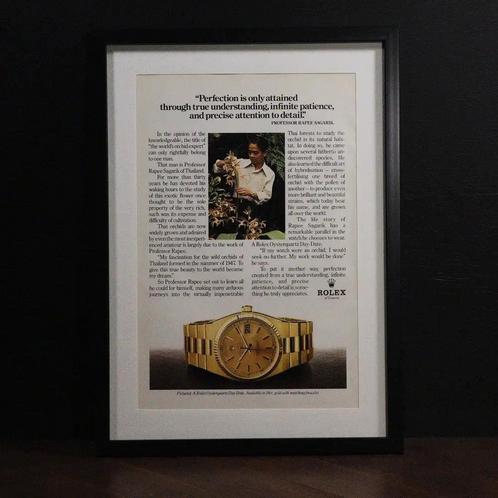 “Perfection is only attained
through true understanding, infinite patience,
and precise attention to detail.”
PROFESSOR RAPEE SAGARIK.
In the opinion of the
knowledgeable, the title of
“the world's orchid expert”
can only rightfully belong
to one man.
That man is Professor
Rapee Sagarik of Thailand.
For more than thirty
years he has devoted his
waking hours to the study
of this exotic flower once
thought to be the sole
property of the very rich,
such was its expense and
difficulty of cultivation.
That orchids are now
widely grown and admired
by even the most inexperi-
enced amateur is largely due to the work of
Professor Rapee.
“My fascination for the wild orchids of
Thailand formed in the summer of 1947. To
give this true beauty to the world became
my dream.”
So Professor Rapee set out to learn all
he could for himself, making many arduous
journeys into the virtually impenetrable
Thai forests to study the
orchid in its natural habi-
tat. In doing so, he came
upon several hitherto un-
discovered species. He
also learned the difficult art
of hybridisation – cross-
fertilising one breed of
orchid with the pollen of
another – to produce even
more brilliant and beautiful
strains, which today bear
his name, and are grown
all over the world.
The life story of
Rapee Sagarik has a
remarkable parallel in the
watch he chooses to wear.
A Rolex Oysterquartz Day-Date.
“If my watch were an orchid, I would
seek no further. My work would be done”
he says.
To put it another way, perfection
created from a true understanding, infinite
patience, and precise
attention to detail is some-
thing he truly appreciates.
ROLEX
of Geneva
Pictured: A Rolex Oysterquartz Day-Date. Available in 18ct. gold with matching bracelet.